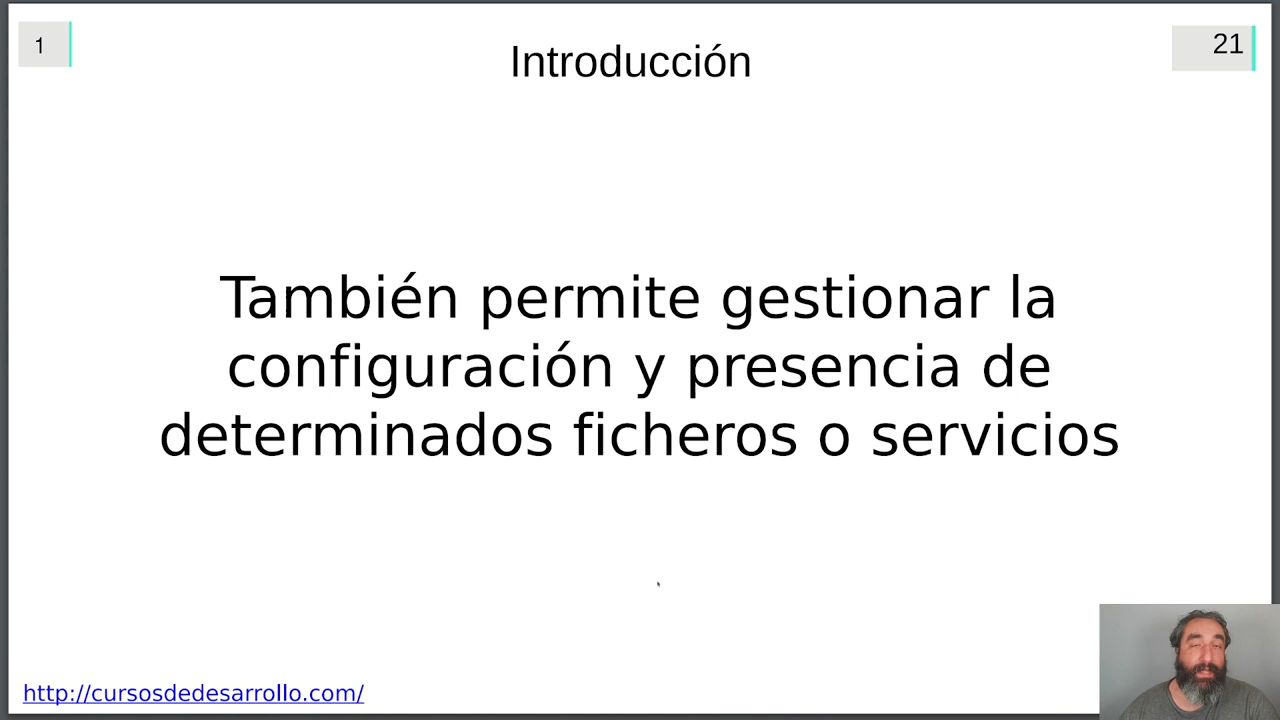 1
Introducción
21
También permite gestionar la
configuración y presencia de
determinados ficheros o servicios
http://cursosdedesarrollo.com/